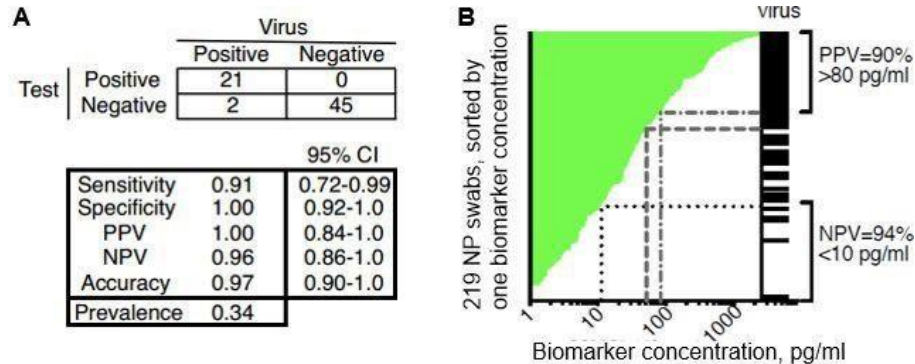 A
Virus
Positive Negative
Test Positive 21 0
Negative 2 45
95% CI
Sensitivity 0.91 0.72-0.99
Specificity 1.00 0.92-1.0
PPV 1.00 0.84-1.0
NPV 0.96 0.86-1.0
Accuracy 0.97 0.90-1.0
Prevalence 0.34
B
virus
219 NP swabs, sorted by
one biomarker concentration
PPV=90%
>80 pg/ml
NPV=94%
<10 pg/ml
1 10 100 1000
Biomarker concentration, pg/ml